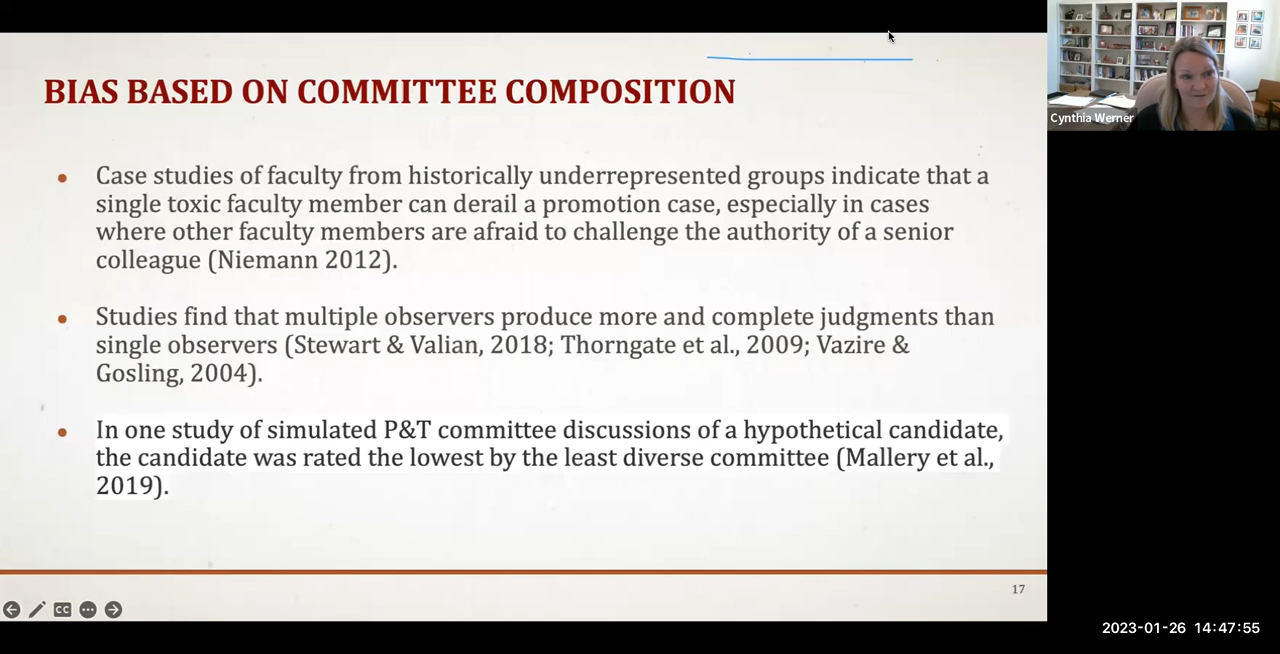 BIAS BASED ON COMMITTEE COMPOSITION
• Case studies of faculty from historically underrepresented groups indicate that a
single toxic faculty member can derail a promotion case, especially in cases
where other faculty members are afraid to challenge the authority of a senior
colleague (Niemann 2012).
• Studies find that multiple observers produce more and complete judgments than
single observers (Stewart & Valian, 2018; Thorngate et al., 2009; Vazire &
Gosling, 2004).
• In one study of simulated P&T committee discussions of a hypothetical candidate,
the candidate was rated the lowest by the least diverse committee (Mallery et al.,
2019).
17
CC
Cynthia Werner
2023-01-26 14:47:55